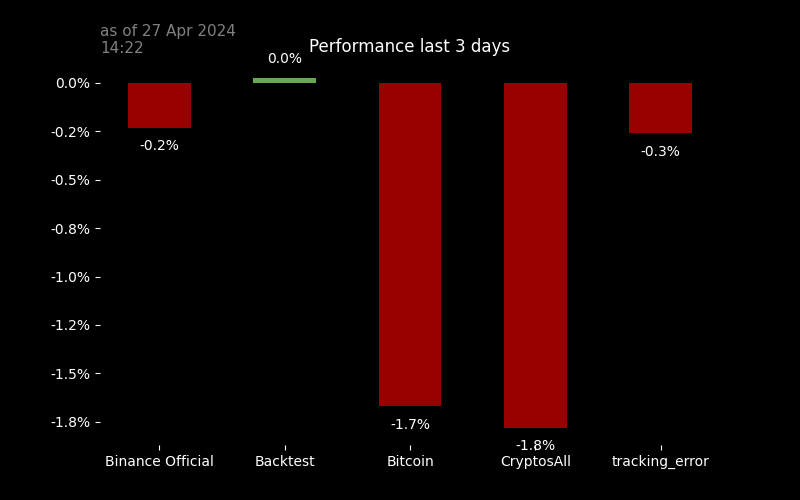 as of 27 Apr 2024
14:22
Performance last 3 days
0.0%
0.0%
-0.2%
-0.2%
-0.3%
-0.5%
-0.8%
-1.0%
-1.2%
-1.5%
-1.8%
-1.7%
-1.8%
Binance Official
Backtest
Bitcoin
CryptosAll
tracking_error